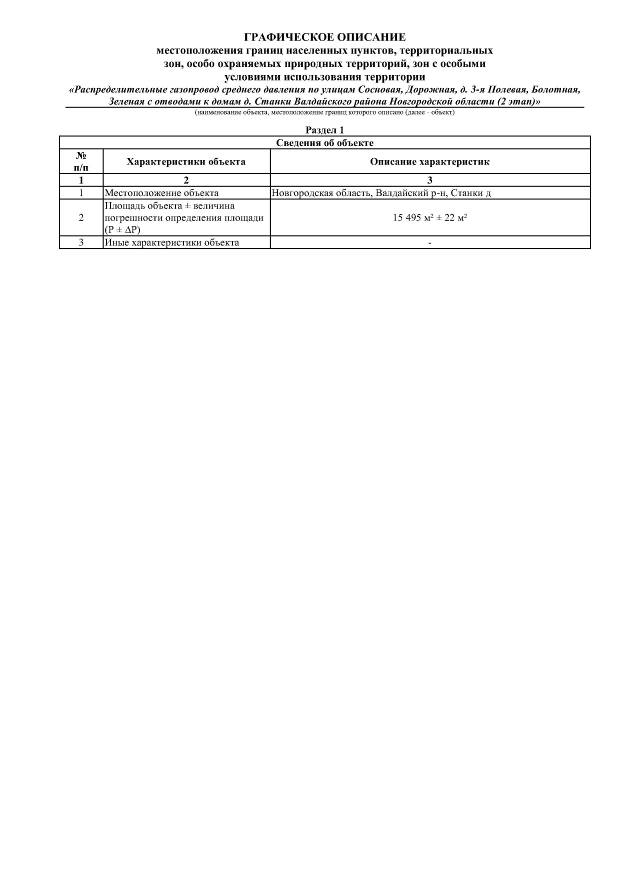 ГРАФИЧЕСКОЕ ОПИСАНИЕ
местоположения границ населенных пунктов, территориальных
зон, особо охраняемых природных территорий, зон с особыми
условиями использования территории
«Распределительные газопровод среднего давления по улицам Сосновая, Дорожная, д. 3-я Полевая, Болотная,
Зеленая с отводами к домам д. Станки Валдайского района Новгородской области (2 этап)»
(наименование объекта, местоположение границ которого описано (далее - объект)
Раздел 1
Сведения об объекте
№
п/п
Характеристики объекта
Описание характеристик
1
2
3
1
Местоположение объекта
Новгородская область, Валдайский р-н, Станки д
2
Площадь объекта ± величина
погрешности определения площади
(P ± ΔP)
15 495 м² ± 22 м²
3
Иные характеристики объекта
-